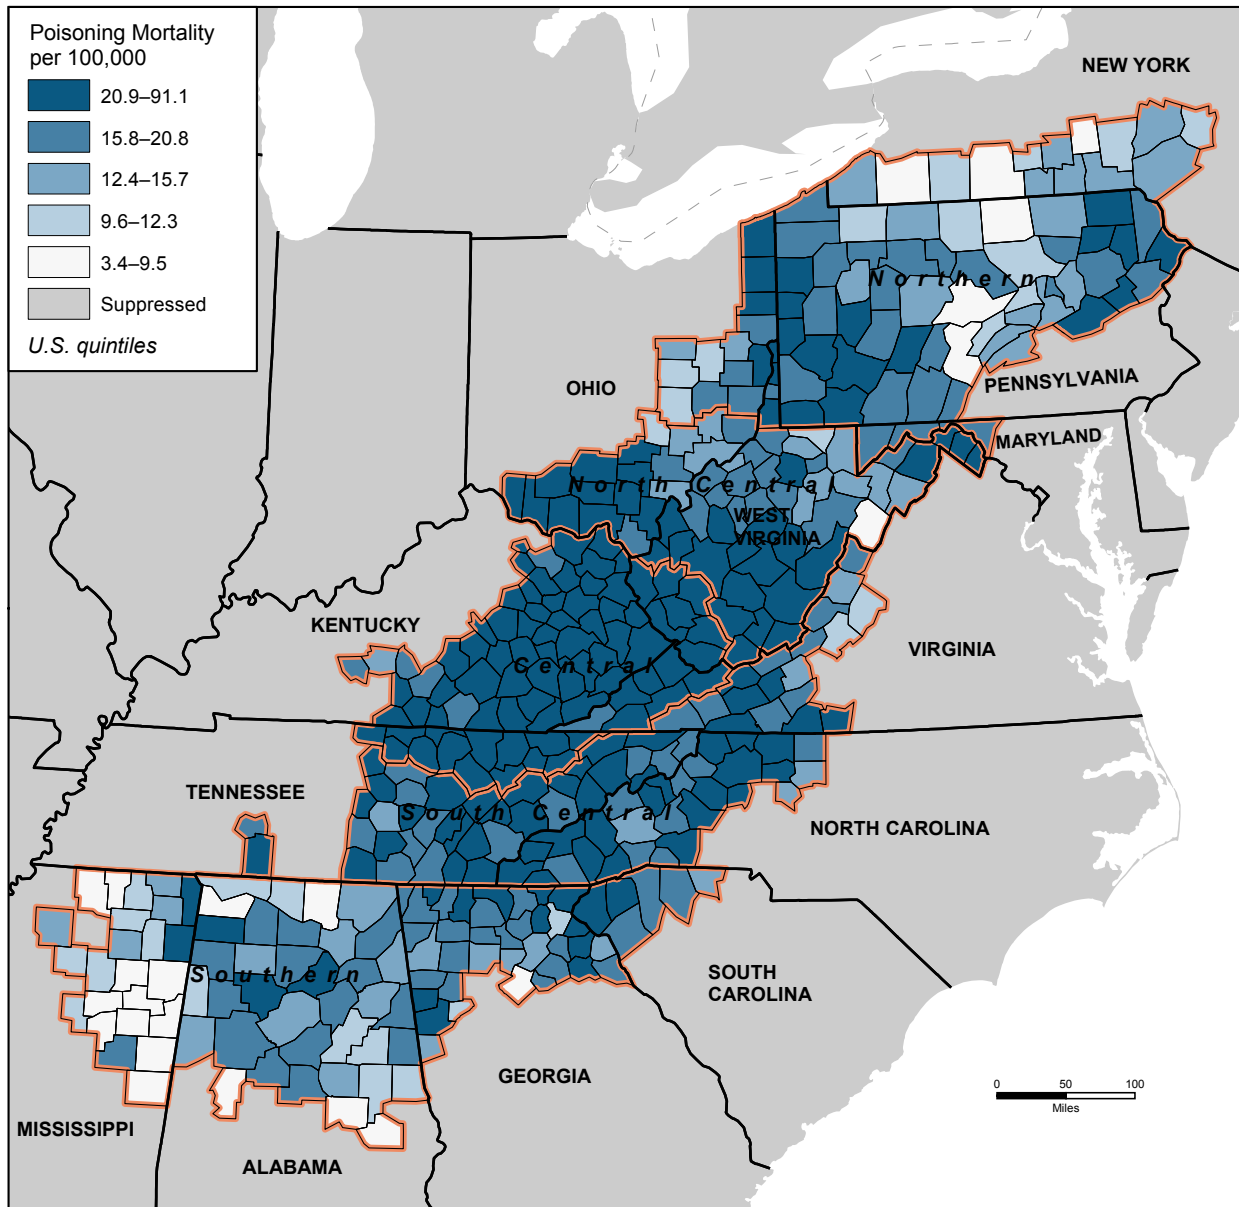 Poisoning Mortality
per 100,000
20.9–91.1
15.8–20.8
12.4–15.7
9.6–12.3
3.4–9.5
Suppressed
U.S. quintiles
NEW YORK
Northern
PENNSYLVANIA
OHIO
MARYLAND
North Central
WEST
VIRGINIA
KENTUCKY
VIRGINIA
Central
TENNESSEE
South Central
NORTH CAROLINA
Southern
SOUTH
CAROLINA
GEORGIA
0 50 100
Miles
MISSISSIPPI
ALABAMA